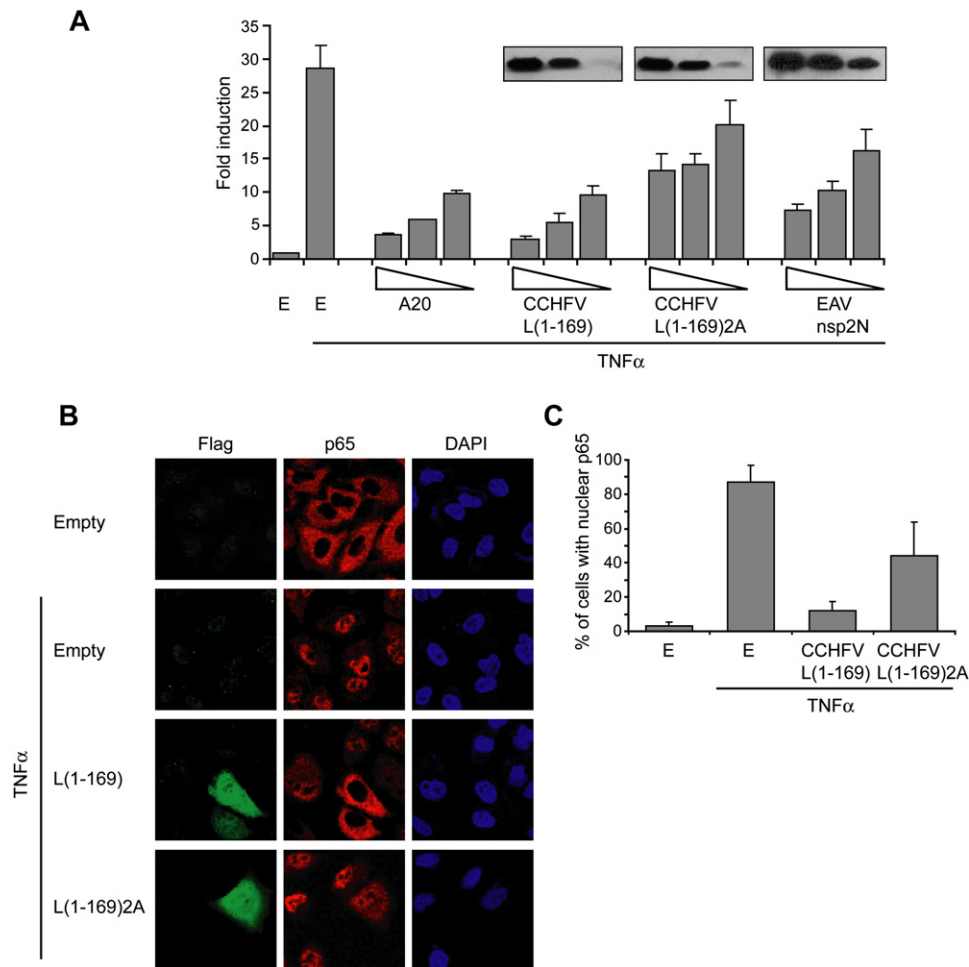 A
35
30
25
20
15
10
5
0
Fold induction
E
E
A20
CCHFV
L(1-169)
CCHFV
L(1-169)2A
EAV
nsp2N
TNFα
B
Flag
p65
DAPI
Empty
Empty
L(1-169)
L(1-169)2A
TNFα
C
% of cells with nuclear p65
100
80
60
40
20
0
E
E
CCHFV
L(1-169)
CCHFV
L(1-169)2A
TNFα